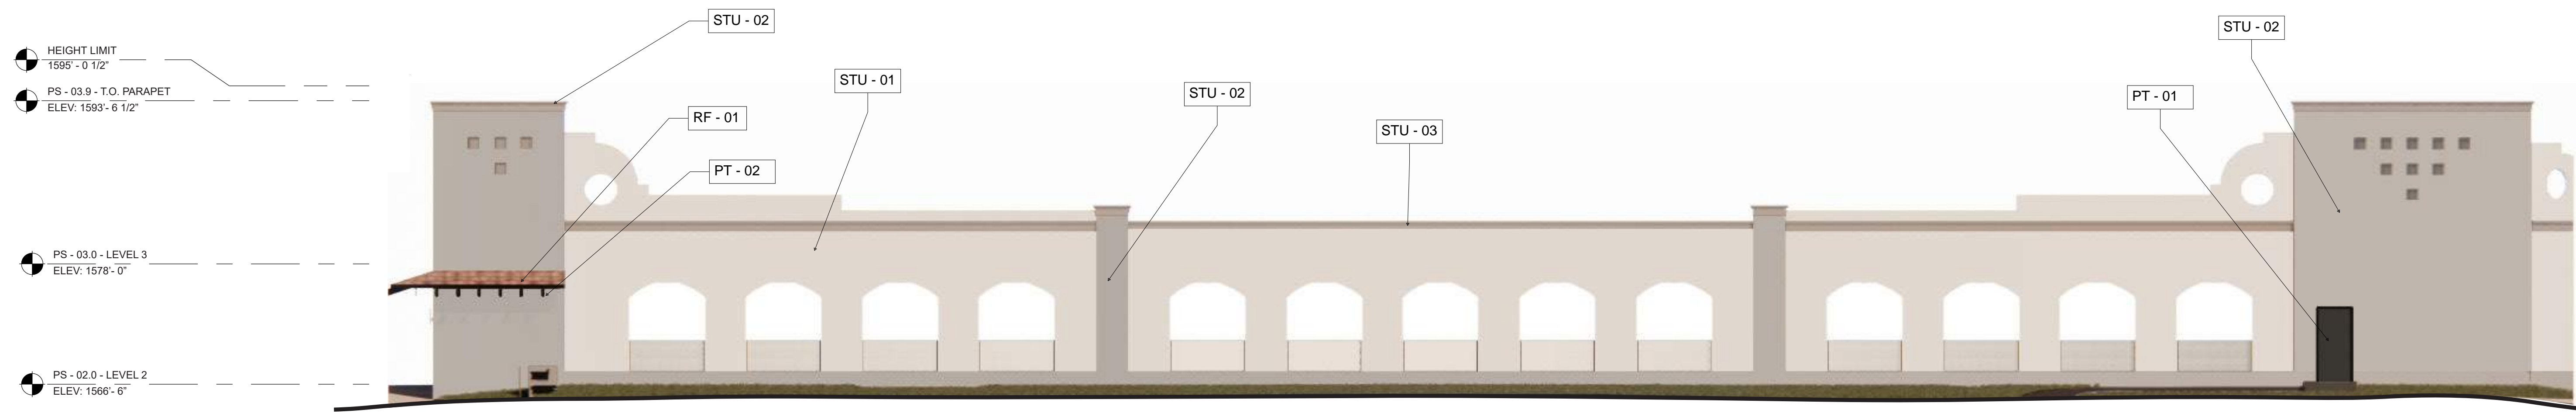 STU - 02
STU - 02
HEIGHT LIMIT
1595' - 0 1/2"
STU - 01
PS - 03.9 - T.O. PARAPET
ELEV: 1593'- 6 1/2"
STU - 02
PT - 01
RF - 01
STU - 03
PT - 02
PS - 03.0 - LEVEL 3
ELEV: 1578'- 0"
PS - 02.0 - LEVEL 2
ELEV: 1566'- 6"